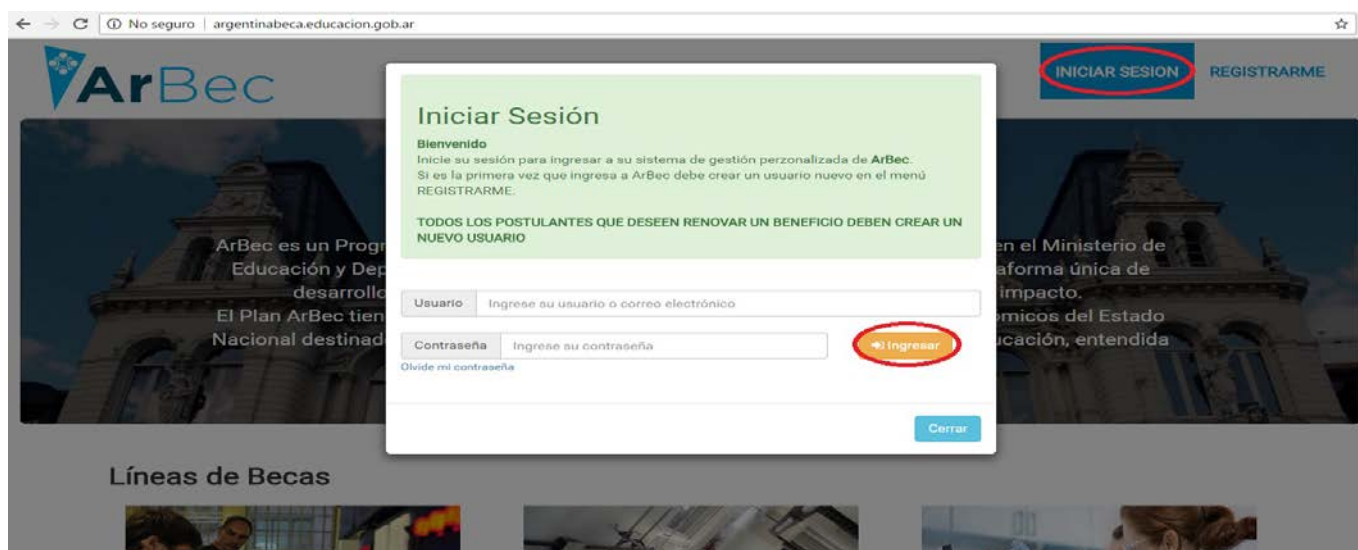 No seguro | argentinabeca.educacion.gob.ar
ArBec
INICIAR SESION
REGISTRARME
Iniciar Sesión
Bienvenido
Inicie su sesión para ingresar a su sistema de gestión perzonalizada de ArBec.
Si es la primera vez que ingresa a ArBec debe crear un usuario nuevo en el menú
REGISTRARME.
TODOS LOS POSTULANTES QUE DESEEN RENOVAR UN BENEFICIO DEBEN CREAR UN
NUEVO USUARIO
Usuario Ingrese su usuario o correo electrónico
Contraseña Ingrese su contraseña
Ingresar
Olvide mi contraseña
Cerrar
ArBec es un Progr
en el Ministerio de
Educación y Dep
aforma única de
desarrollo
impacto.
El Plan ArBec tien
omicos del Estado
Nacional destinad
ucación, entendida
Líneas de Becas